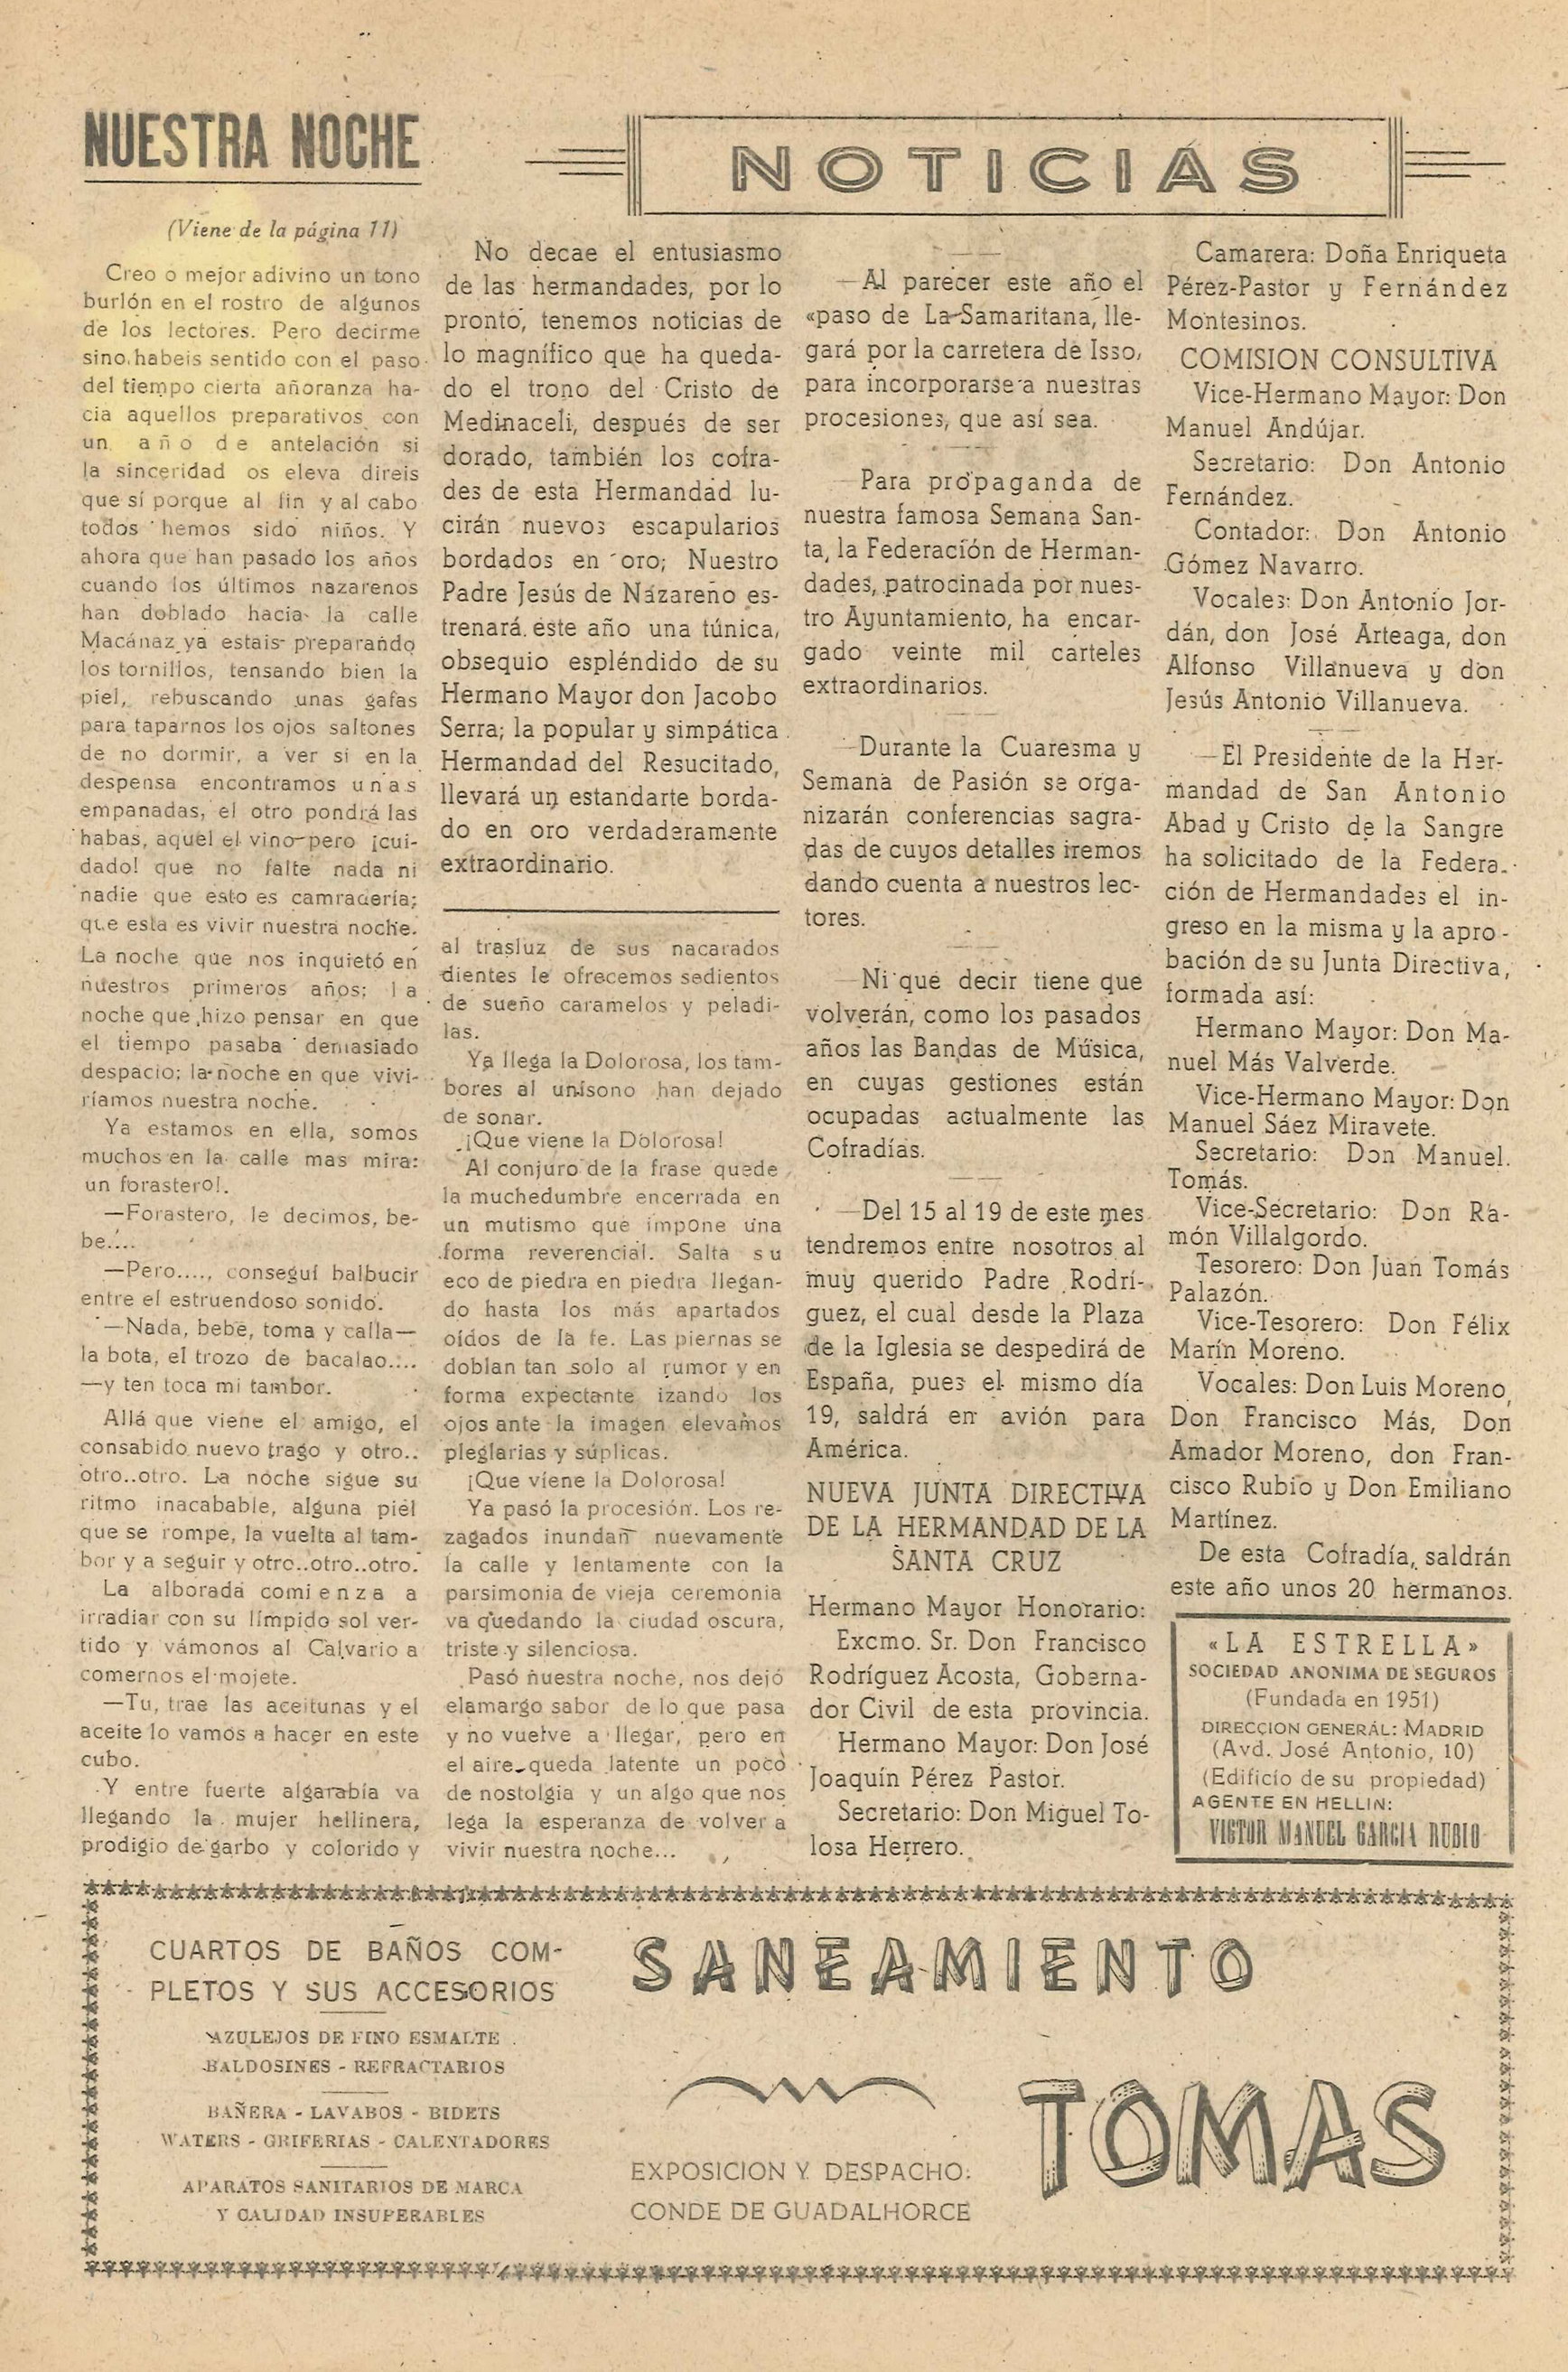 NUESTRA NOCHE
(Viene de la página 11)
Creo o mejor adivino un tono
burlón en el rostro de algunos
de los lectores. Pero decirme
sino habeis sentido con el paso
del tiempo cierta añoranza ha-
cia aquellos preparativos con
un año de antelación si
la sinceridad os eleva direis
que sí porque al fin y al cabo
todos hemos sido niños. Y
ahora que han pasado los años
cuando los últimos nazarenos
han doblado hacia la calle
Macánaz ya estais preparando
los tornillos, tensando bien la
piel, rebuscando unas gafas
para taparnos los ojos saltones
de no dormir, a ver si en la
despensa encontramos unas
empanadas, el otro pondrá las
habas, aquel el vino pero ¡cui-
dado! que no falte nada ni
nadie que esto es camradería;
que esta es vivir nuestra noche.
La noche que nos inquietó en
nuestros primeros años; la
noche que hizo pensar en que
el tiempo pasaba demasiado
despacio; la noche en que vivi-
ríamos nuestra noche.
Ya estamos en ella, somos
muchos en la calle mas mira:
un forastero!.
—Forastero, le decimos, be-
be....
—Pero...., conseguí balbucir
entre el estruendoso sonido.
—Nada, bebe, toma y calla—
la bota, el trozo de bacalao....
—y ten toca mi tambor.
Allá que viene el amigo, el
consabido nuevo trago y otro..
otro..otro. La noche sigue su
ritmo inacabable, alguna piel
que se rompe, la vuelta al tam-
bor y a seguir y otro..otro..otro.
La alborada comienza a
irradiar con su límpido sol ver-
tido y vámonos al Calvario a
comernos el mojete.
—Tu, trae las aceitunas y el
aceite lo vamos a hacer en este
cubo.
Y entre fuerte algarabía va
llegando la mujer hellinera,
prodigio de garbo y colorido y
al trasluz de sus nacarados
dientes le ofrecemos sedientos
de sueño caramelos y peladi-
las.
Ya llega la Dolorosa, los tam-
bores al unísono han dejado
de sonar.
¡Que viene la Dolorosa!
Al conjuro de la frase quede
la muchedumbre encerrada en
un mutismo que impone una
forma reverencial. Salta su
eco de piedra en piedra llegan-
do hasta los más apartados
oídos de la fe. Las piernas se
doblan tan solo al rumor y en
forma expectante izando los
ojos ante la imagen elevamos
pleglarias y súplicas.
¡Que viene la Dolorosa!
Ya pasó la procesión. Los re-
zagados inundan nuevamente
la calle y lentamente con la
parsimonia de vieja ceremonia
va quedando la ciudad oscura,
triste y silenciosa.
Pasó nuestra noche, nos dejó
elamargo sabor de lo que pasa
y no vuelve a llegar, pero en
el aire queda latente un poco
de nostolgia y un algo que nos
lega la esperanza de volver a
vivir nuestra noche...
NOTICIAS
No decae el entusiasmo
de las hermandades, por lo
pronto, tenemos noticias de
lo magnífico que ha queda-
do el trono del Cristo de
Medinaceli, después de ser
dorado, también los cofra-
des de esta Hermandad lu-
cirán nuevos escapularios
bordados en oro; Nuestro
Padre Jesús de Nazareno es-
trenará este año una túnica,
obsequio espléndido de su
Hermano Mayor don Jacobo
Serra; la popular y simpática
Hermandad del Resucitado,
llevará un estandarte borda-
do en oro verdaderamente
extraordinario.
—Al parecer este año el
«paso de La Samaritana, lle-
gará por la carretera de Isso,
para incorporarse a nuestras
procesiones, que así sea.
Para propaganda de
nuestra famosa Semana San-
ta, la Federación de Herman-
dades, patrocinada por nues-
tro Ayuntamiento, ha encar-
gado veinte mil carteles
extraordinarios.
—Durante la Cuaresma y
Semana de Pasión se orga-
nizarán conferencias sagra-
das de cuyos detalles iremos
dando cuenta a nuestros lec-
tores.
—Ni que decir tiene que
volverán, como los pasados
años las Bandas de Música,
en cuyas gestiones están
ocupadas actualmente las
Cofradías.
—Del 15 al 19 de este mes
tendremos entre nosotros al
muy querido Padre Rodrí-
guez, el cual desde la Plaza
de la Iglesia se despedirá de
España, pues el mismo día
19, saldrá en avión para
América.
NUEVA JUNTA DIRECTIVA
DE LA HERMANDAD DE LA
SANTA CRUZ
Hermano Mayor Honorario:
Excmo. Sr. Don Francisco
Rodríguez Acosta, Goberna-
dor Civil de esta provincia.
Hermano Mayor: Don José
Joaquín Pérez Pastor.
Secretario: Don Miguel To-
losa Herrero.
Camarera: Doña Enriqueta
Pérez-Pastor y Fernández
Montesinos.
COMISION CONSULTIVA
Vice-Hermano Mayor: Don
Manuel Andújar.
Secretario: Don Antonio
Fernández.
Contador: Don Antonio
Gómez Navarro.
Vocales: Don Antonio Jor-
dán, don José Arteaga, don
Alfonso Villanueva y don
Jesús Antonio Villanueva.
—El Presidente de la Her-
mandad de San Antonio
Abad y Cristo de la Sangre
ha solicitado de la Federa-
ción de Hermandades el in-
greso en la misma y la apro-
bación de su Junta Directiva,
formada así:
Hermano Mayor: Don Ma-
nuel Más Valverde.
Vice-Hermano Mayor: Don
Manuel Sáez Miravete.
Secretario: Don Manuel.
Tomás.
Vice-Secretario: Don Ra-
món Villalgordo.
Tesorero: Don Juan Tomás
Palazón.
Vice-Tesorero: Don Félix
Marín Moreno.
Vocales: Don Luis Moreno,
Don Francisco Más, Don
Amador Moreno, don Fran-
cisco Rubio y Don Emiliano
Martínez.
De esta Cofradía, saldrán
este año unos 20 hermanos.
«LA ESTRELLA»
SOCIEDAD ANONIMA DE SEGUROS
(Fundada en 1951)
DIRECCION GENERAL: MADRID
(Avd. José Antonio, 10)
(Edificio de su propiedad)
AGENTE EN HELLIN:
VICTOR MANUEL GARCIA RUBIO
CUARTOS DE BAÑOS COM-
PLETOS Y SUS ACCESORIOS
AZULEJOS DE FINO ESMALTE
BALDOSINES - REFRACTARIOS
BAÑERA - LAVABOS - BIDETS
WATERS - GRIFERIAS - CALENTADORES
APARATOS SANITARIOS DE MARCA
Y CALIDAD INSUPERABLES
SANEAMIENTO
TOMAS
EXPOSICION Y DESPACHO:
CONDE DE GUADALHORCE